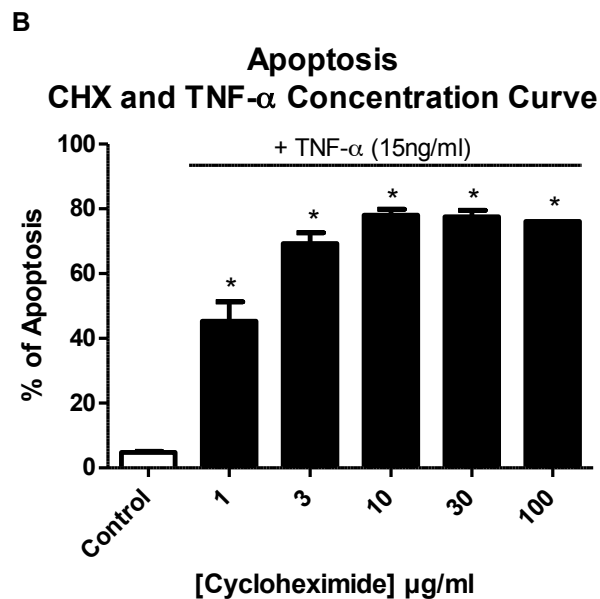 B
Apoptosis
CHX and TNF-α Concentration Curve
+ TNF-α (15ng/ml)
100
80
60
40
20
0
% of Apoptosis
*
*
*
*
*
Control
1
3
10
30
100
[Cycloheximide] µg/ml